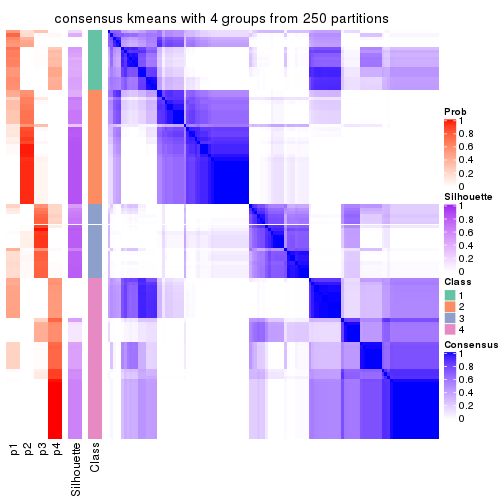 consensus kmeans with 4 groups from 250 partitions
Prob
1
0.8
0.6
0.4
0.2
0
Silhouette
1
0.8
0.6
0.4
0.2
0
Class
1
2
3
4
Consensus
1
0.8
0.6
0.4
0.2
0
p1
p2
p3
p4
Silhouette
Class